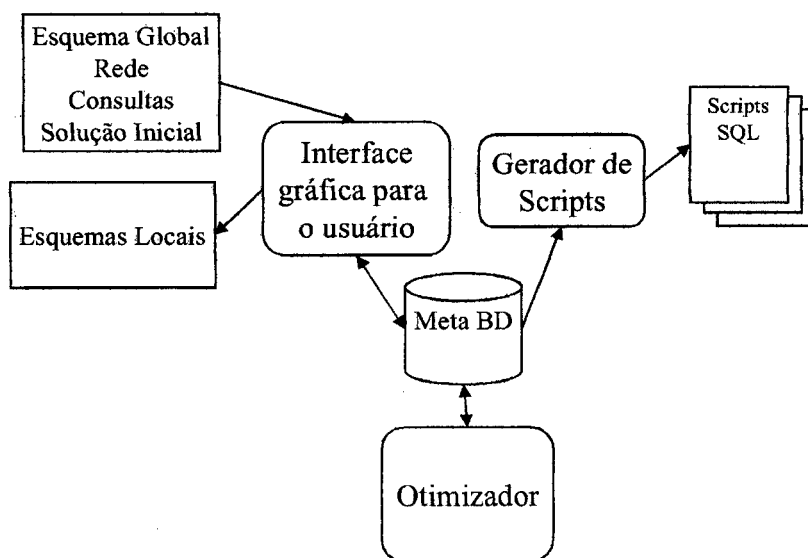 Esquema Global
Rede
Consultas
Solução Inicial
Esquemas Locais
Interface
gráfica para
o usuário
Gerador de
Scripts
Scripts
SQL
Meta BD
Otimizador